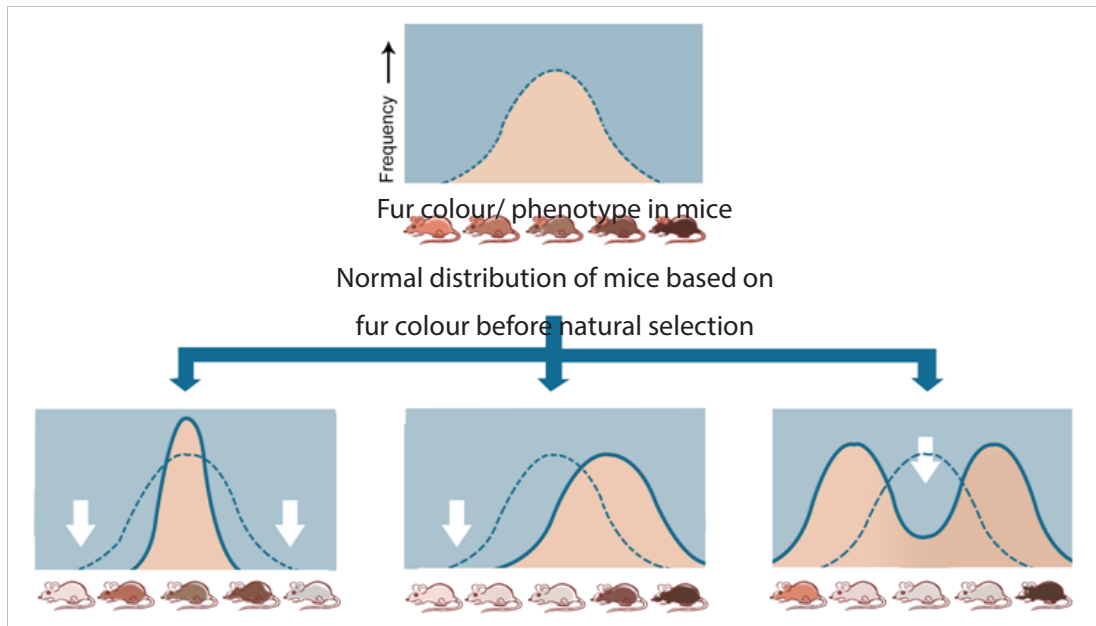 Frequency
Fur colour/ phenotype in mice
Normal distribution of mice based on
fur colour before natural selection